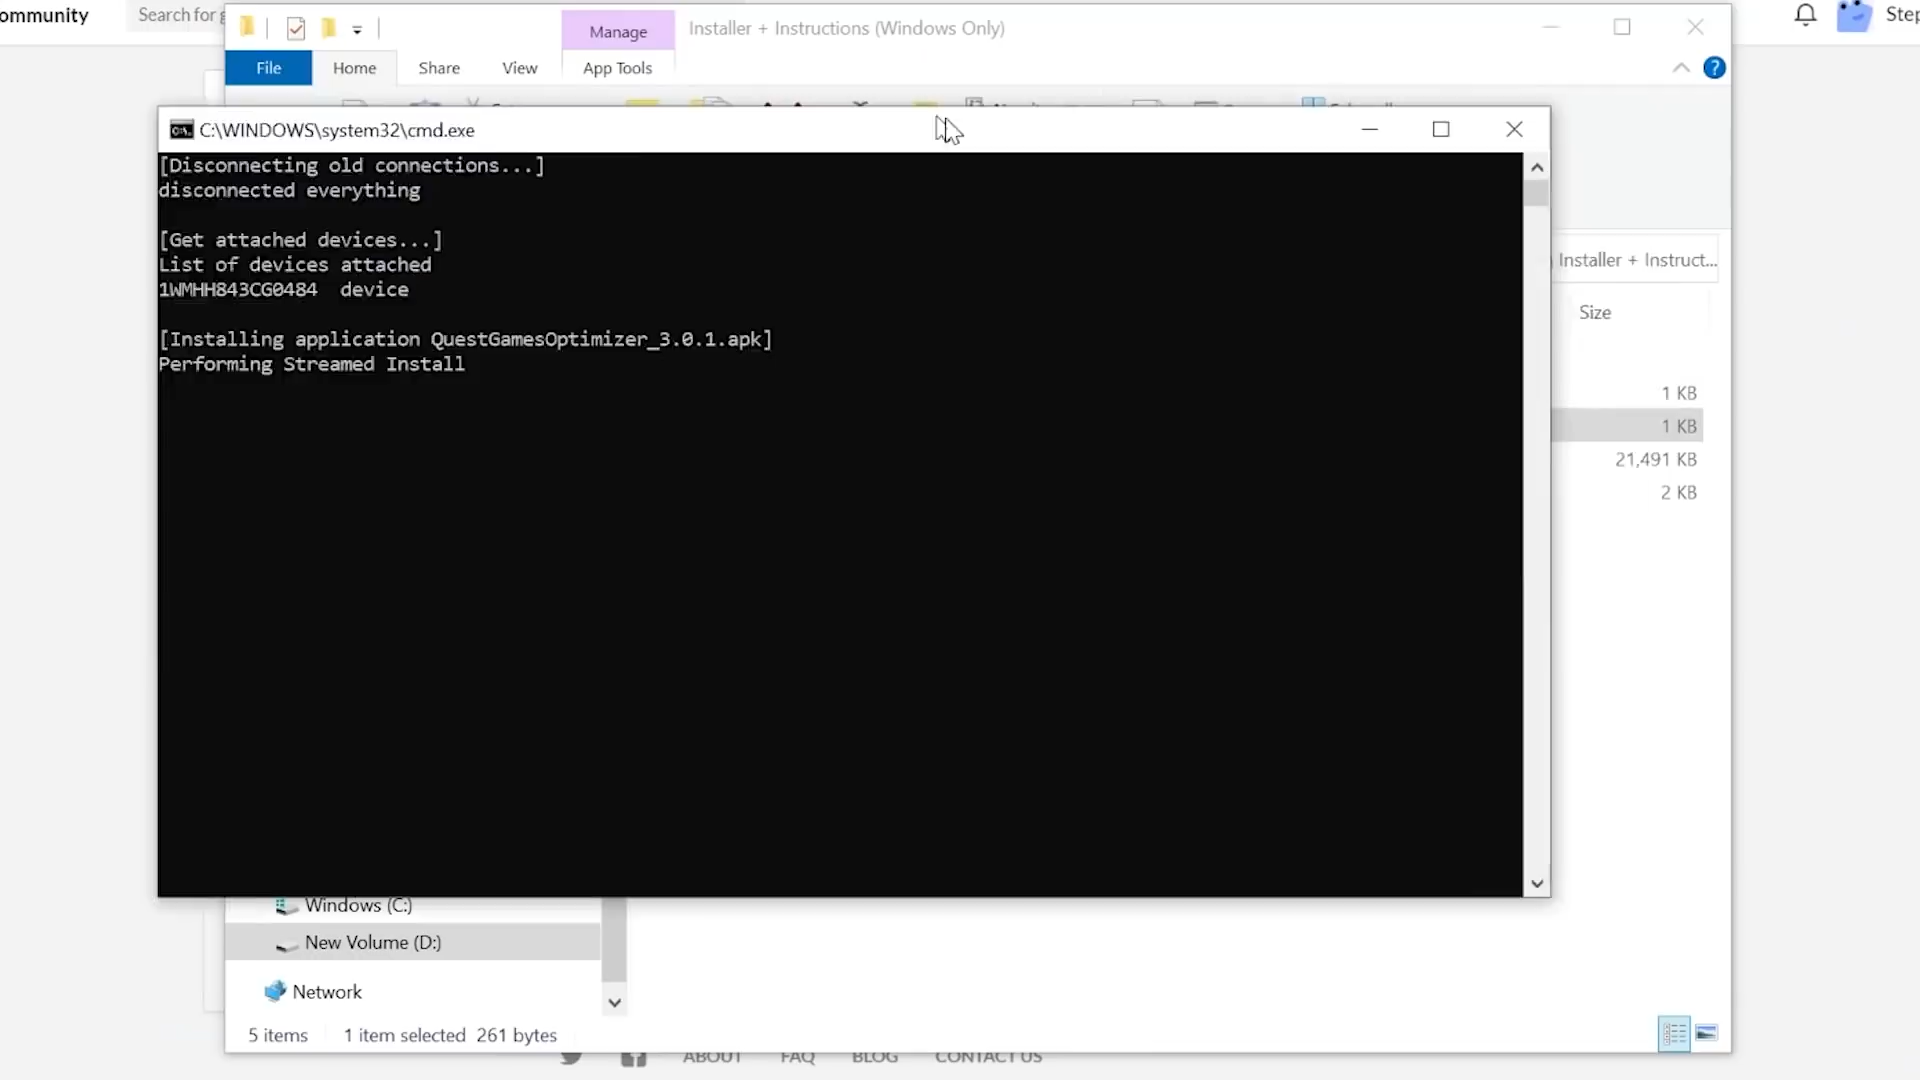 ommunity
Search for g
Manage
Installer + Instructions (Windows Only)
Step
File
Home
Share
View
App Tools
?
C:\WINDOWS\system32\cmd.exe
[Disconnecting old connections...]
disconnected everything
[Get attached devices...]
List of devices attached
1WMHH843CG0484  device
[Installing application QuestGamesOptimizer_3.0.1.apk]
Performing Streamed Install
Installer + Instruct...
Size
1 KB
1 KB
21,491 KB
2 KB
Windows (C:)
New Volume (D:)
Network
5 items
1 item selected  261 bytes
ABOUT
FAQ
BLOG
CONTACT US